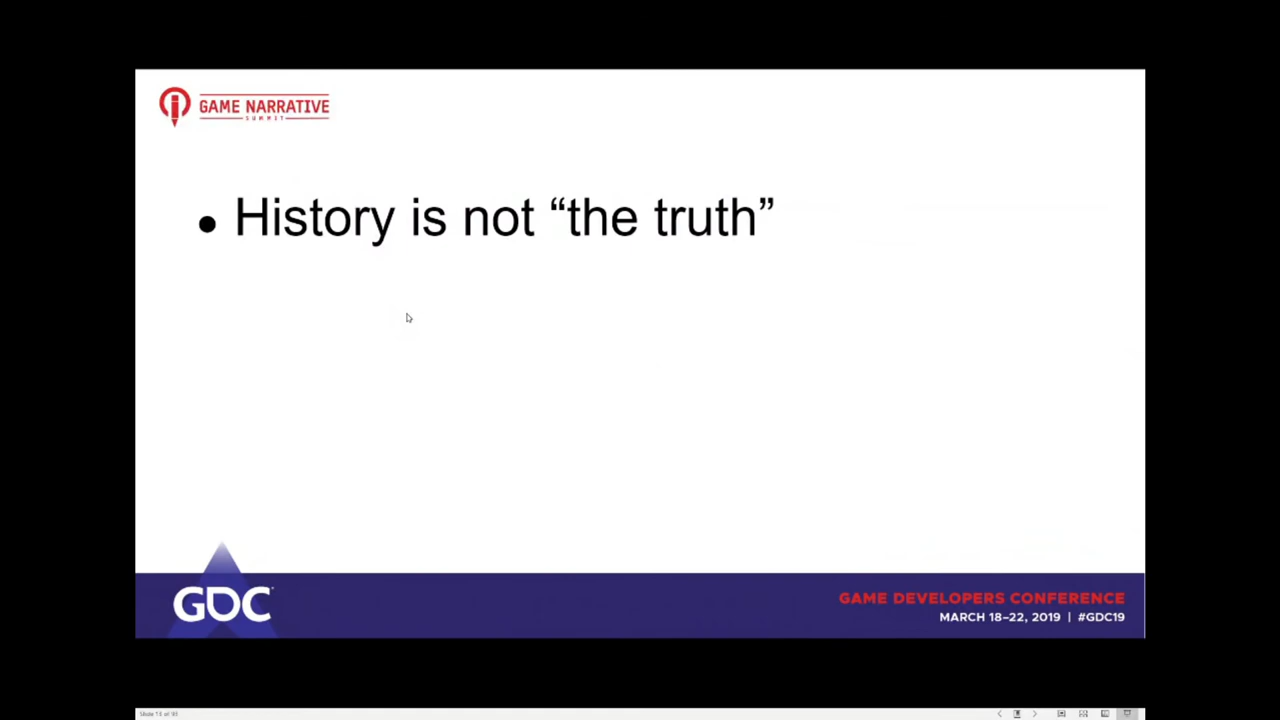 GAME NARRATIVE
SUMMIT
• History is not “the truth”
GDC
GAME DEVELOPERS CONFERENCE
MARCH 18–22, 2019 | #GDC19